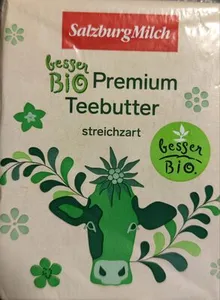 SalzburgMilch
besser
BiO Premium
Teebutter
streichzart
besser
BiO.